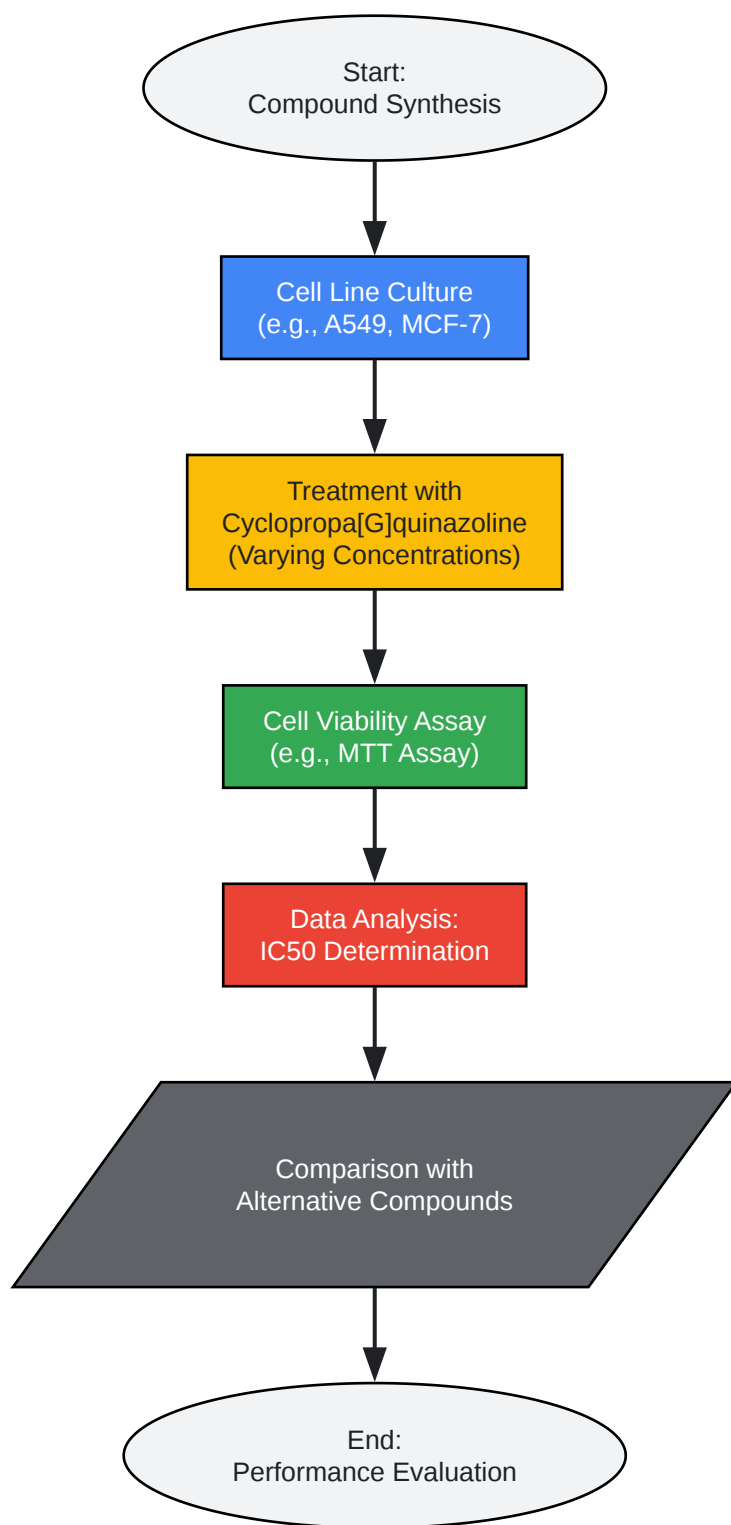 Start:
Compound Synthesis
Cell Line Culture
(e.g., A549, MCF-7)
Treatment with
Cyclopropa[G]quinazoline
(Varying Concentrations)
Cell Viability Assay
(e.g., MTT Assay)
Data Analysis:
IC50 Determination
Comparison with
Alternative Compounds
End:
Performance Evaluation